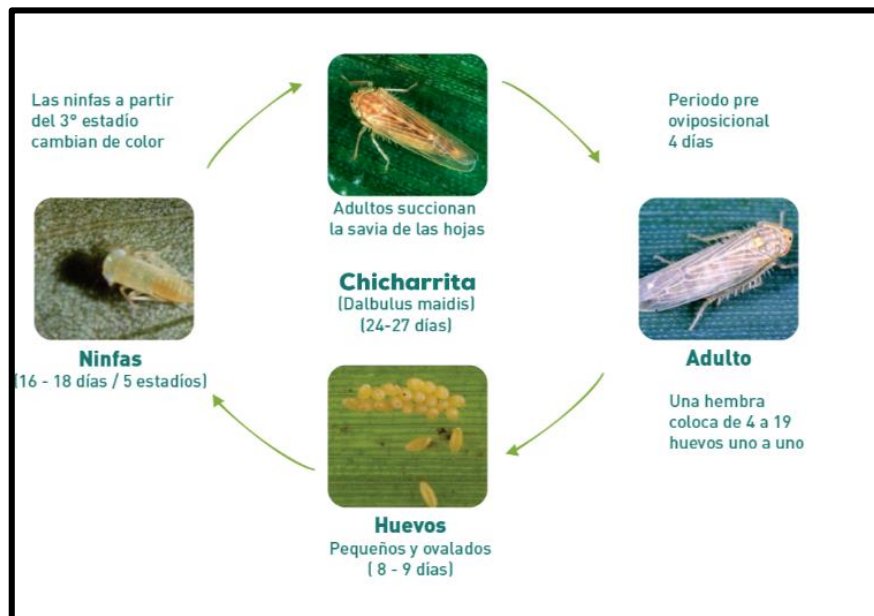 Las ninfas a partir
del 3° estadío
cambian de color
Adultos succionan
la savia de las hojas
Periodo pre
oviposicional
4 días
Chicharrita
(Dalbulus maidis)
(24-27 días)
Ninfas
(16 - 18 días / 5 estadíos)
Adulto
Una hembra
coloca de 4 a 19
huevos uno a uno
Huevos
Pequeños y ovalados
( 8 - 9 días)